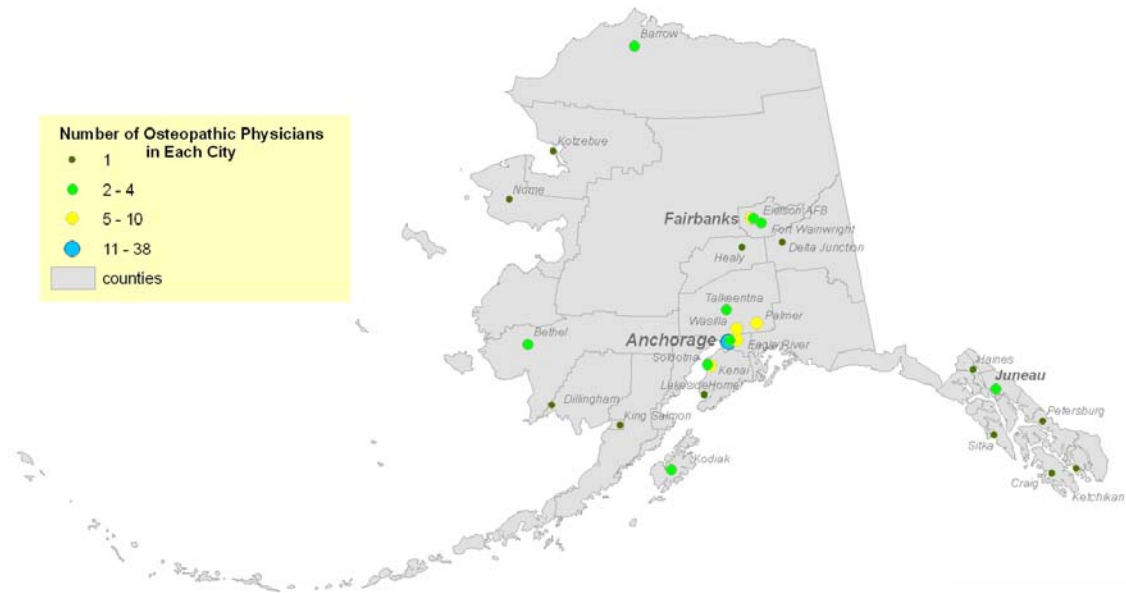 Barrow
Number of Osteopathic Physicians
in Each City
1
2 - 4
5 - 10
11 - 38
counties
Kotzebue
Nome
Fairbanks
Eielson AFB
Fort Wainwright
Delta Junction
Healy
Talkeentna
Wasilla
Palmer
Bethel
Anchorage
Eagle River
Soldotna
Kenai
LakesideHomer
Haines
Juneau
Dillingham
King Salmon
Petersburg
Sitka
Kodiak
Craig
Ketchikan